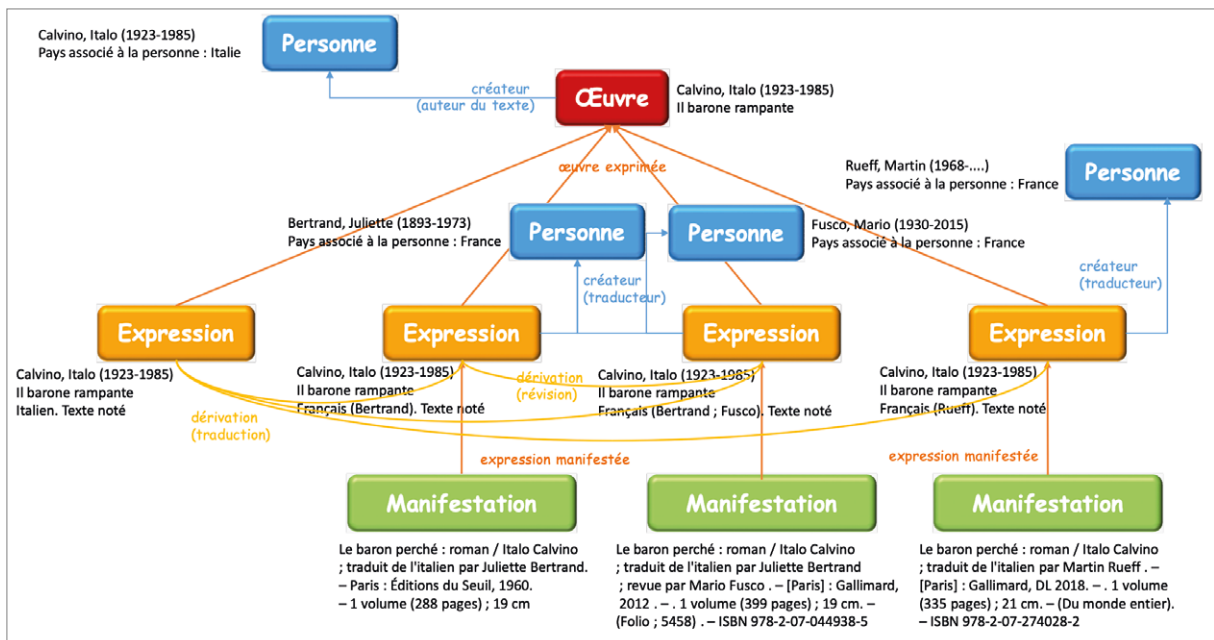 Calvino, Italo (1923-1985)
Pays associé à la personne : Italie
Personne
créateur
(auteur du texte)
Œuvre
Calvino, Italo (1923-1985)
Il barone rampante
œuvre exprimée
Rueff, Martin (1968-....)
Pays associé à la personne : France
Personne
Bertrand, Juliette (1893-1973)
Pays associé à la personne : France
Personne
Personne
Fusco, Mario (1930-2015)
Pays associé à la personne : France
créateur
(traducteur)
créateur
(traducteur)
Expression
Expression
Expression
Expression
Calvino, Italo (1923-1985)
Il barone rampante
Italien. Texte noté
Calvino, Italo (1923-1985)
Il barone rampante
Français (Bertrand). Texte noté
dérivation
(révision)
Calvino, Italo (1923-1985)
Il barone rampante
Français (Bertrand ; Fusco). Texte noté
Calvino, Italo (1923-1985)
Il barone rampante
Français (Rueff). Texte noté
dérivation
(traduction)
expression manifestée
expression manifestée
Manifestation
Manifestation
Manifestation
Le baron perché : roman / Italo Calvino
; traduit de l'italien par Juliette Bertrand.
– Paris : Éditions du Seuil, 1960.
– 1 volume (288 pages) ; 19 cm
Le baron perché : roman / Italo Calvino
; traduit de l'italien par Juliette Bertrand
; revue par Mario Fusco . – [Paris] : Gallimard,
2012 . – . 1 volume (399 pages) ; 19 cm. –
(Folio ; 5458) . – ISBN 978-2-07-044938-5
Le baron perché : roman / Italo Calvino
; traduit de l'italien par Martin Rueff . –
[Paris] : Gallimard, DL 2018. – . 1 volume
(335 pages) ; 21 cm. – (Du monde entier).
– ISBN 978-2-07-274028-2